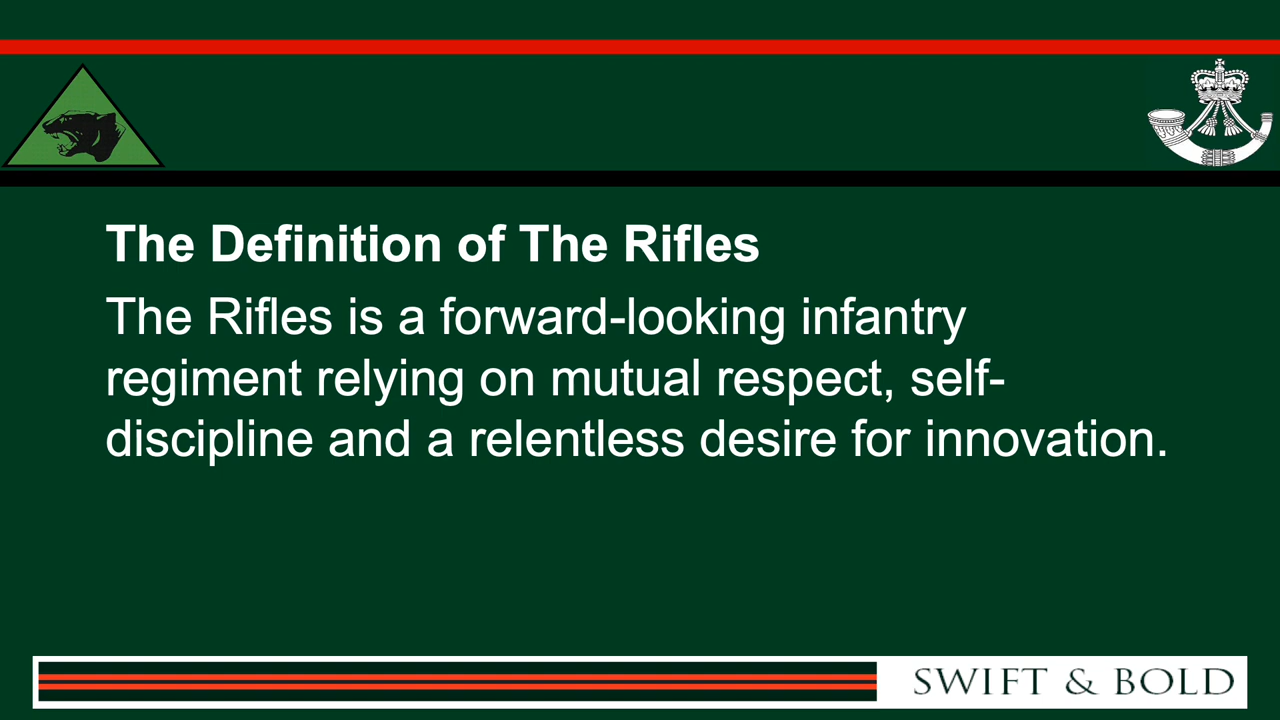 The Definition of The Rifles
The Rifles is a forward-looking infantry
regiment relying on mutual respect, self-
discipline and a relentless desire for innovation.
SWIFT & BOLD